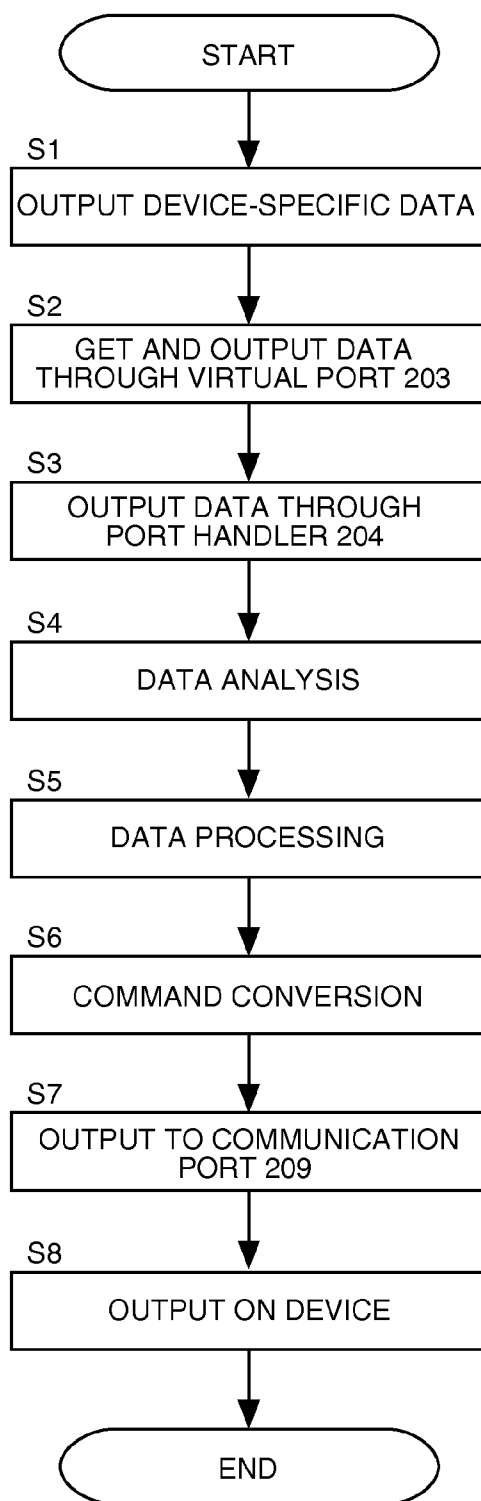 START
S1
OUTPUT DEVICE-SPECIFIC DATA
S2
GET AND OUTPUT DATA
THROUGH VIRTUAL PORT 203
S3
OUTPUT DATA THROUGH
PORT HANDLER 204
S4
DATA ANALYSIS
S5
DATA PROCESSING
S6
COMMAND CONVERSION
S7
OUTPUT TO COMMUNICATION
PORT 209
S8
OUTPUT ON DEVICE
END